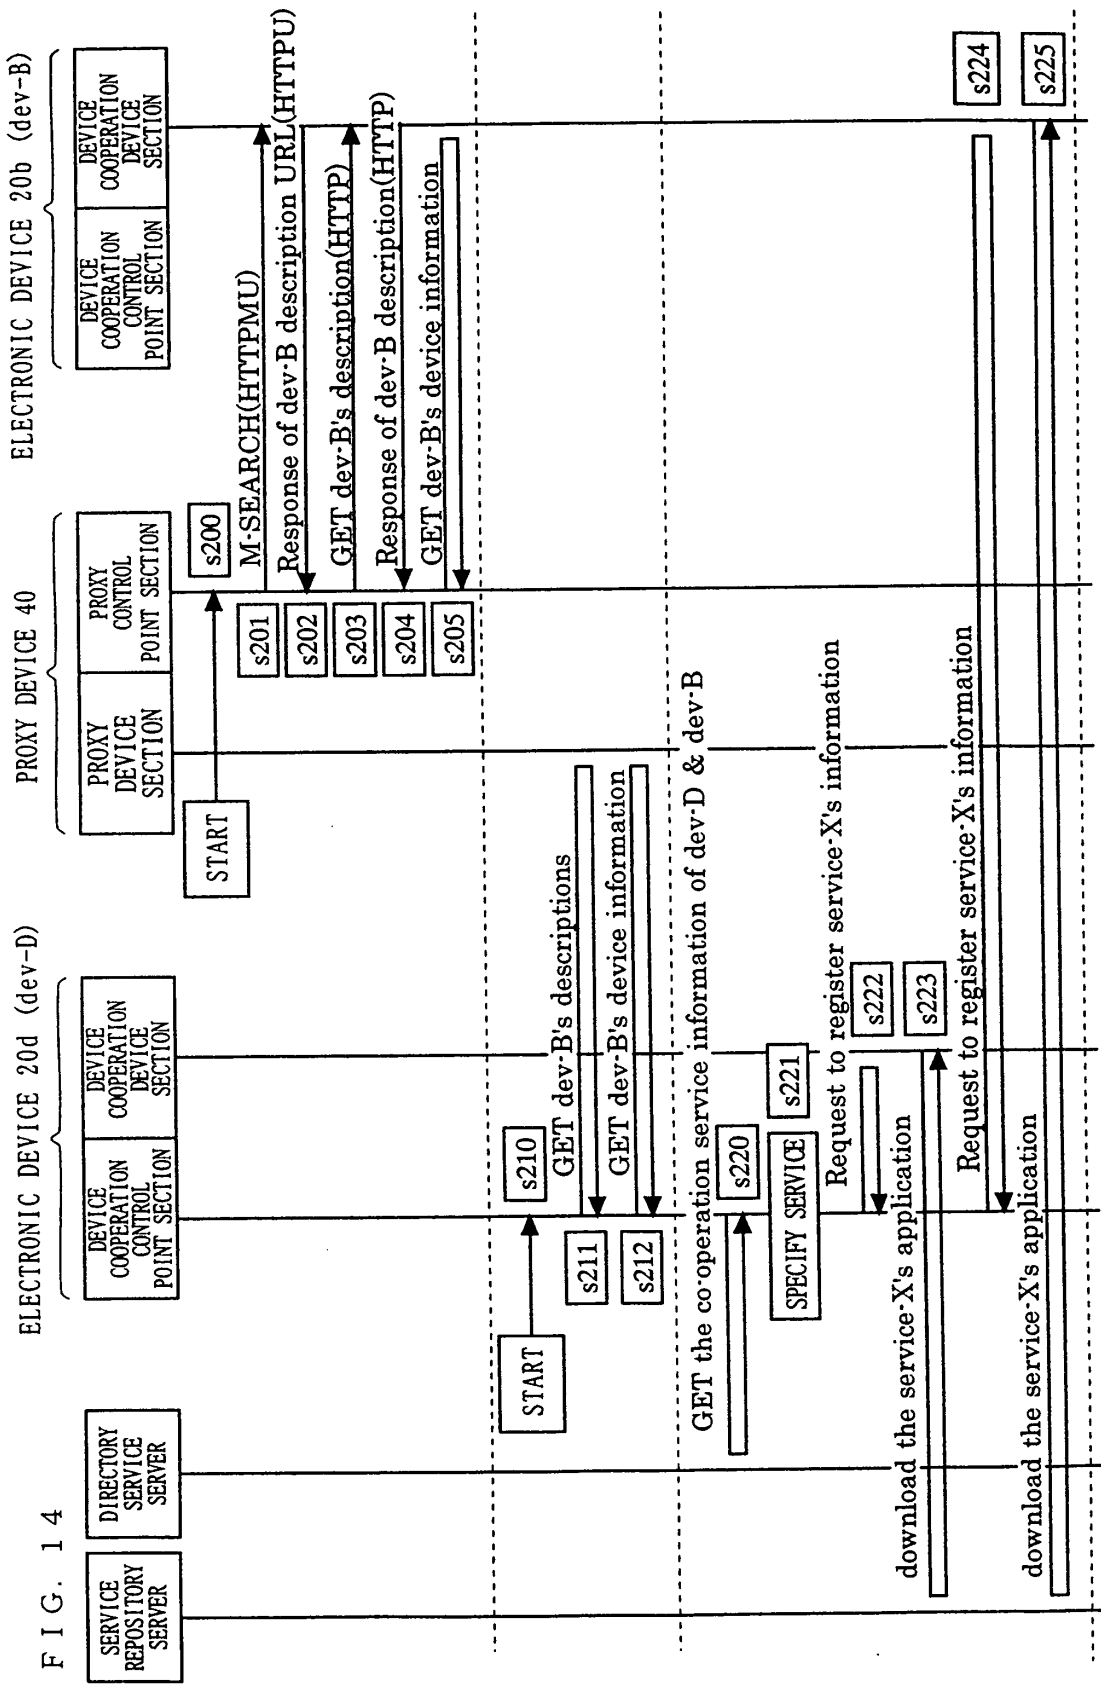 FIG. 14
SERVICE
REPOSITORY
SERVER
DIRECTORY
SERVICE
SERVER
ELECTRONIC DEVICE 20d (dev-D)
DEVICE
COOPERATION
CONTROL
POINT SECTION
DEVICE
COOPERATION
DEVICE
SECTION
PROXY DEVICE 40
PROXY
DEVICE
SECTION
PROXY
CONTROL
POINT SECTION
ELECTRONIC DEVICE 20b (dev-B)
DEVICE
COOPERATION
CONTROL
POINT SECTION
DEVICE
COOPERATION
DEVICE
SECTION
START
s200
s201
M-SEARCH(HTTPMU)
s202
Response of dev-B description URL(HTTPU)
s203
GET dev-B's description(HTTP)
s204
Response of dev-B description(HTTP)
s205
GET dev-B's device information
START
s210
s211
GET dev-B's descriptions
s212
GET dev-B's device information
GET the co-operation service information of dev-D & dev-B
s220
SPECIFY SERVICE
s221
Request to register service-X's information
s222
download the service-X's application
s223
Request to register service-X's information
s224
download the service-X's application
s225